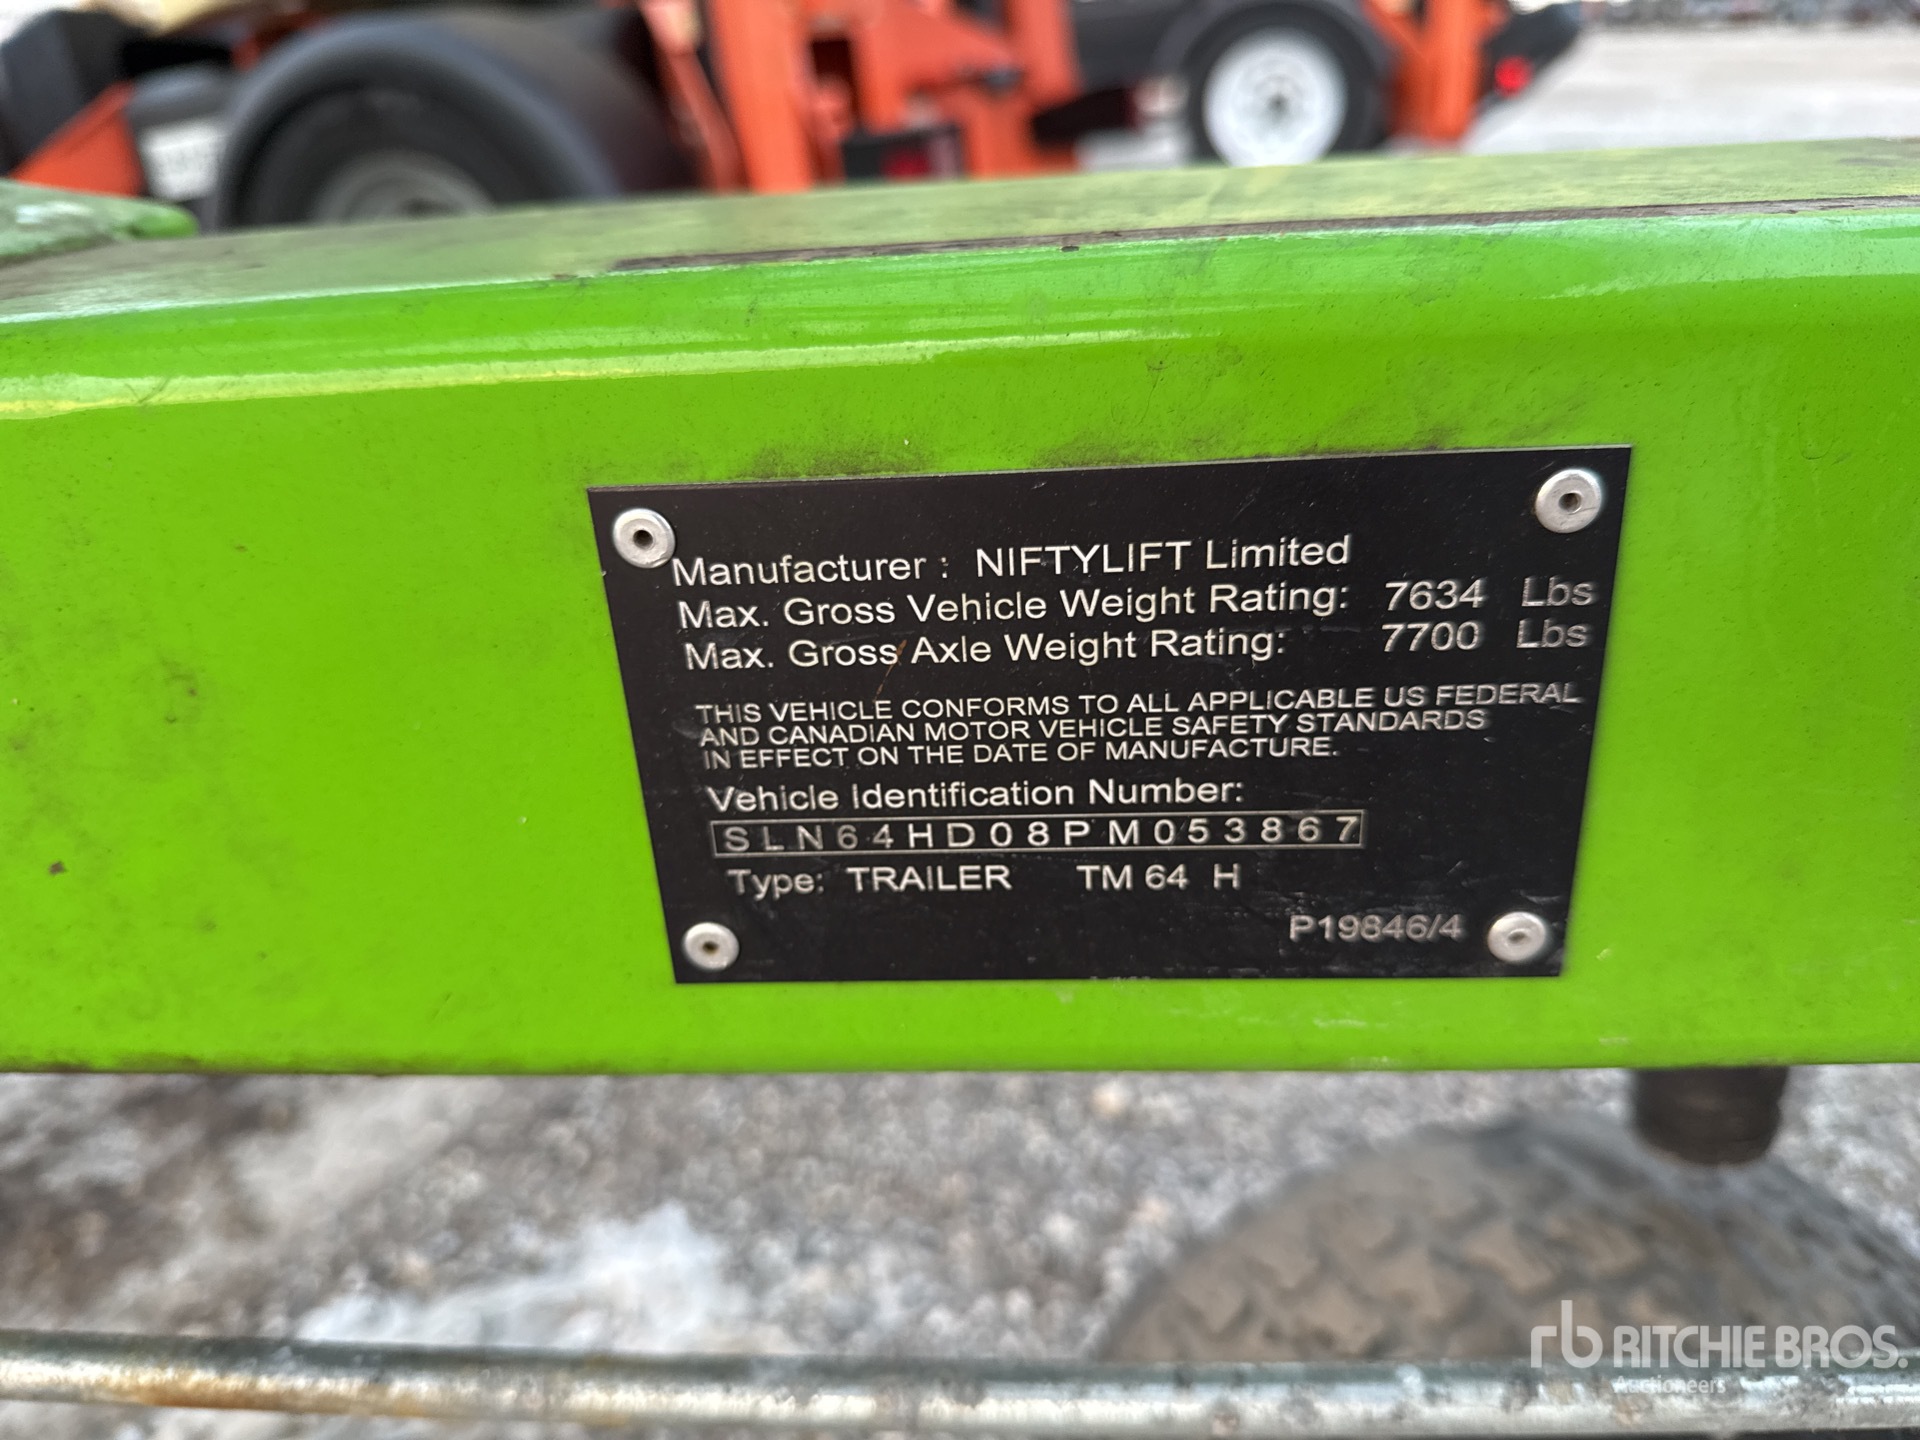 Manufacturer : NIFTYLIFT Limited
Max. Gross Vehicle Weight Rating: 7634 Lbs
Max. Gross Axle Weight Rating: 7700 Lbs
THIS VEHICLE CONFORMS TO ALL APPLICABLE US FEDERAL
AND CANADIAN MOTOR VEHICLE SAFETY STANDARDS
IN EFFECT ON THE DATE OF MANUFACTURE.
Vehicle Identification Number:
SLN64HD08PM053867
Type: TRAILER TM 64 H
P19846/4
rb RITCHIE BROS.
Auctioneers